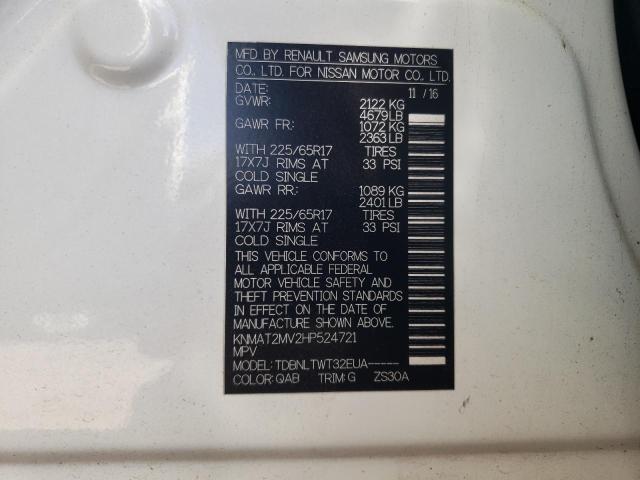 MFD BY RENAULT SAMSUNG MOTORS
CO., LTD. FOR NISSAN MOTOR CO., LTD.
DATE: 11 / 16
GVWR: 2122 KG
4679 LB
GAWR FR: 1072 KG
2363 LB
WITH 225/65R17 TIRES
17X7J RIMS AT 33 PSI
COLD SINGLE
GAWR RR: 1089 KG
2401 LB
WITH 225/65R17 TIRES
17X7J RIMS AT 33 PSI
COLD SINGLE
THIS VEHICLE CONFORMS TO
ALL APPLICABLE FEDERAL
MOTOR VEHICLE SAFETY AND
THEFT PREVENTION STANDARDS
IN EFFECT ON THE DATE OF
MANUFACTURE SHOWN ABOVE.
KNMAT2MV2HP524721
MPV
MODEL: TDBNLTWT32EUA------
COLOR: QAB TRIM: G ZS30A